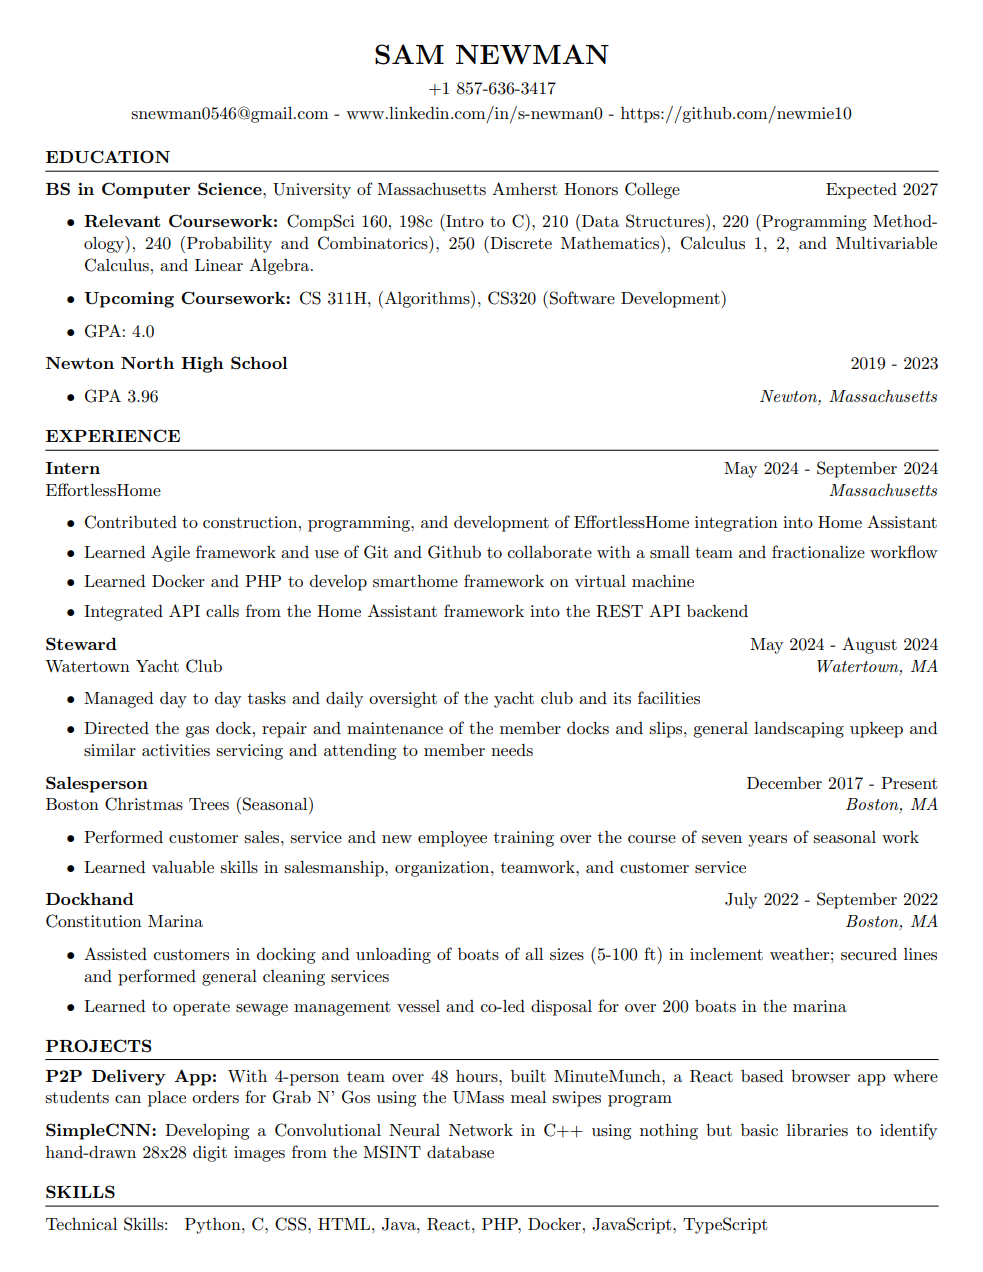 SAM NEWMAN
+1 857-636-3417
snewman0546@gmail.com - www.linkedin.com/in/s-newman0 - https://github.com/newmie10
EDUCATION
BS in Computer Science, University of Massachusetts Amherst Honors College Expected 2027
• Relevant Coursework: CompSci 160, 198c (Intro to C), 210 (Data Structures), 220 (Programming Method-
ology), 240 (Probability and Combinatorics), 250 (Discrete Mathematics), Calculus 1, 2, and Multivariable
Calculus, and Linear Algebra.
• Upcoming Coursework: CS 311H, (Algorithms), CS320 (Software Development)
• GPA: 4.0
Newton North High School 2019 - 2023
• GPA 3.96 Newton, Massachusetts
EXPERIENCE
Intern May 2024 - September 2024
EffortlessHome Massachusetts
• Contributed to construction, programming, and development of EffortlessHome integration into Home Assistant
• Learned Agile framework and use of Git and Github to collaborate with a small team and fractionalize workflow
• Learned Docker and PHP to develop smarthome framework on virtual machine
• Integrated API calls from the Home Assistant framework into the REST API backend
Steward May 2024 - August 2024
Watertown Yacht Club Watertown, MA
• Managed day to day tasks and daily oversight of the yacht club and its facilities
• Directed the gas dock, repair and maintenance of the member docks and slips, general landscaping upkeep and
similar activities servicing and attending to member needs
Salesperson December 2017 - Present
Boston Christmas Trees (Seasonal) Boston, MA
• Performed customer sales, service and new employee training over the course of seven years of seasonal work
• Learned valuable skills in salesmanship, organization, teamwork, and customer service
Dockhand July 2022 - September 2022
Constitution Marina Boston, MA
• Assisted customers in docking and unloading of boats of all sizes (5-100 ft) in inclement weather; secured lines
and performed general cleaning services
• Learned to operate sewage management vessel and co-led disposal for over 200 boats in the marina
PROJECTS
P2P Delivery App: With 4-person team over 48 hours, built MinuteMunch, a React based browser app where
students can place orders for Grab N' Gos using the UMass meal swipes program
SimpleCNN: Developing a Convolutional Neural Network in C++ using nothing but basic libraries to identify
hand-drawn 28x28 digit images from the MSINT database
SKILLS
Technical Skills: Python, C, CSS, HTML, Java, React, PHP, Docker, JavaScript, TypeScript